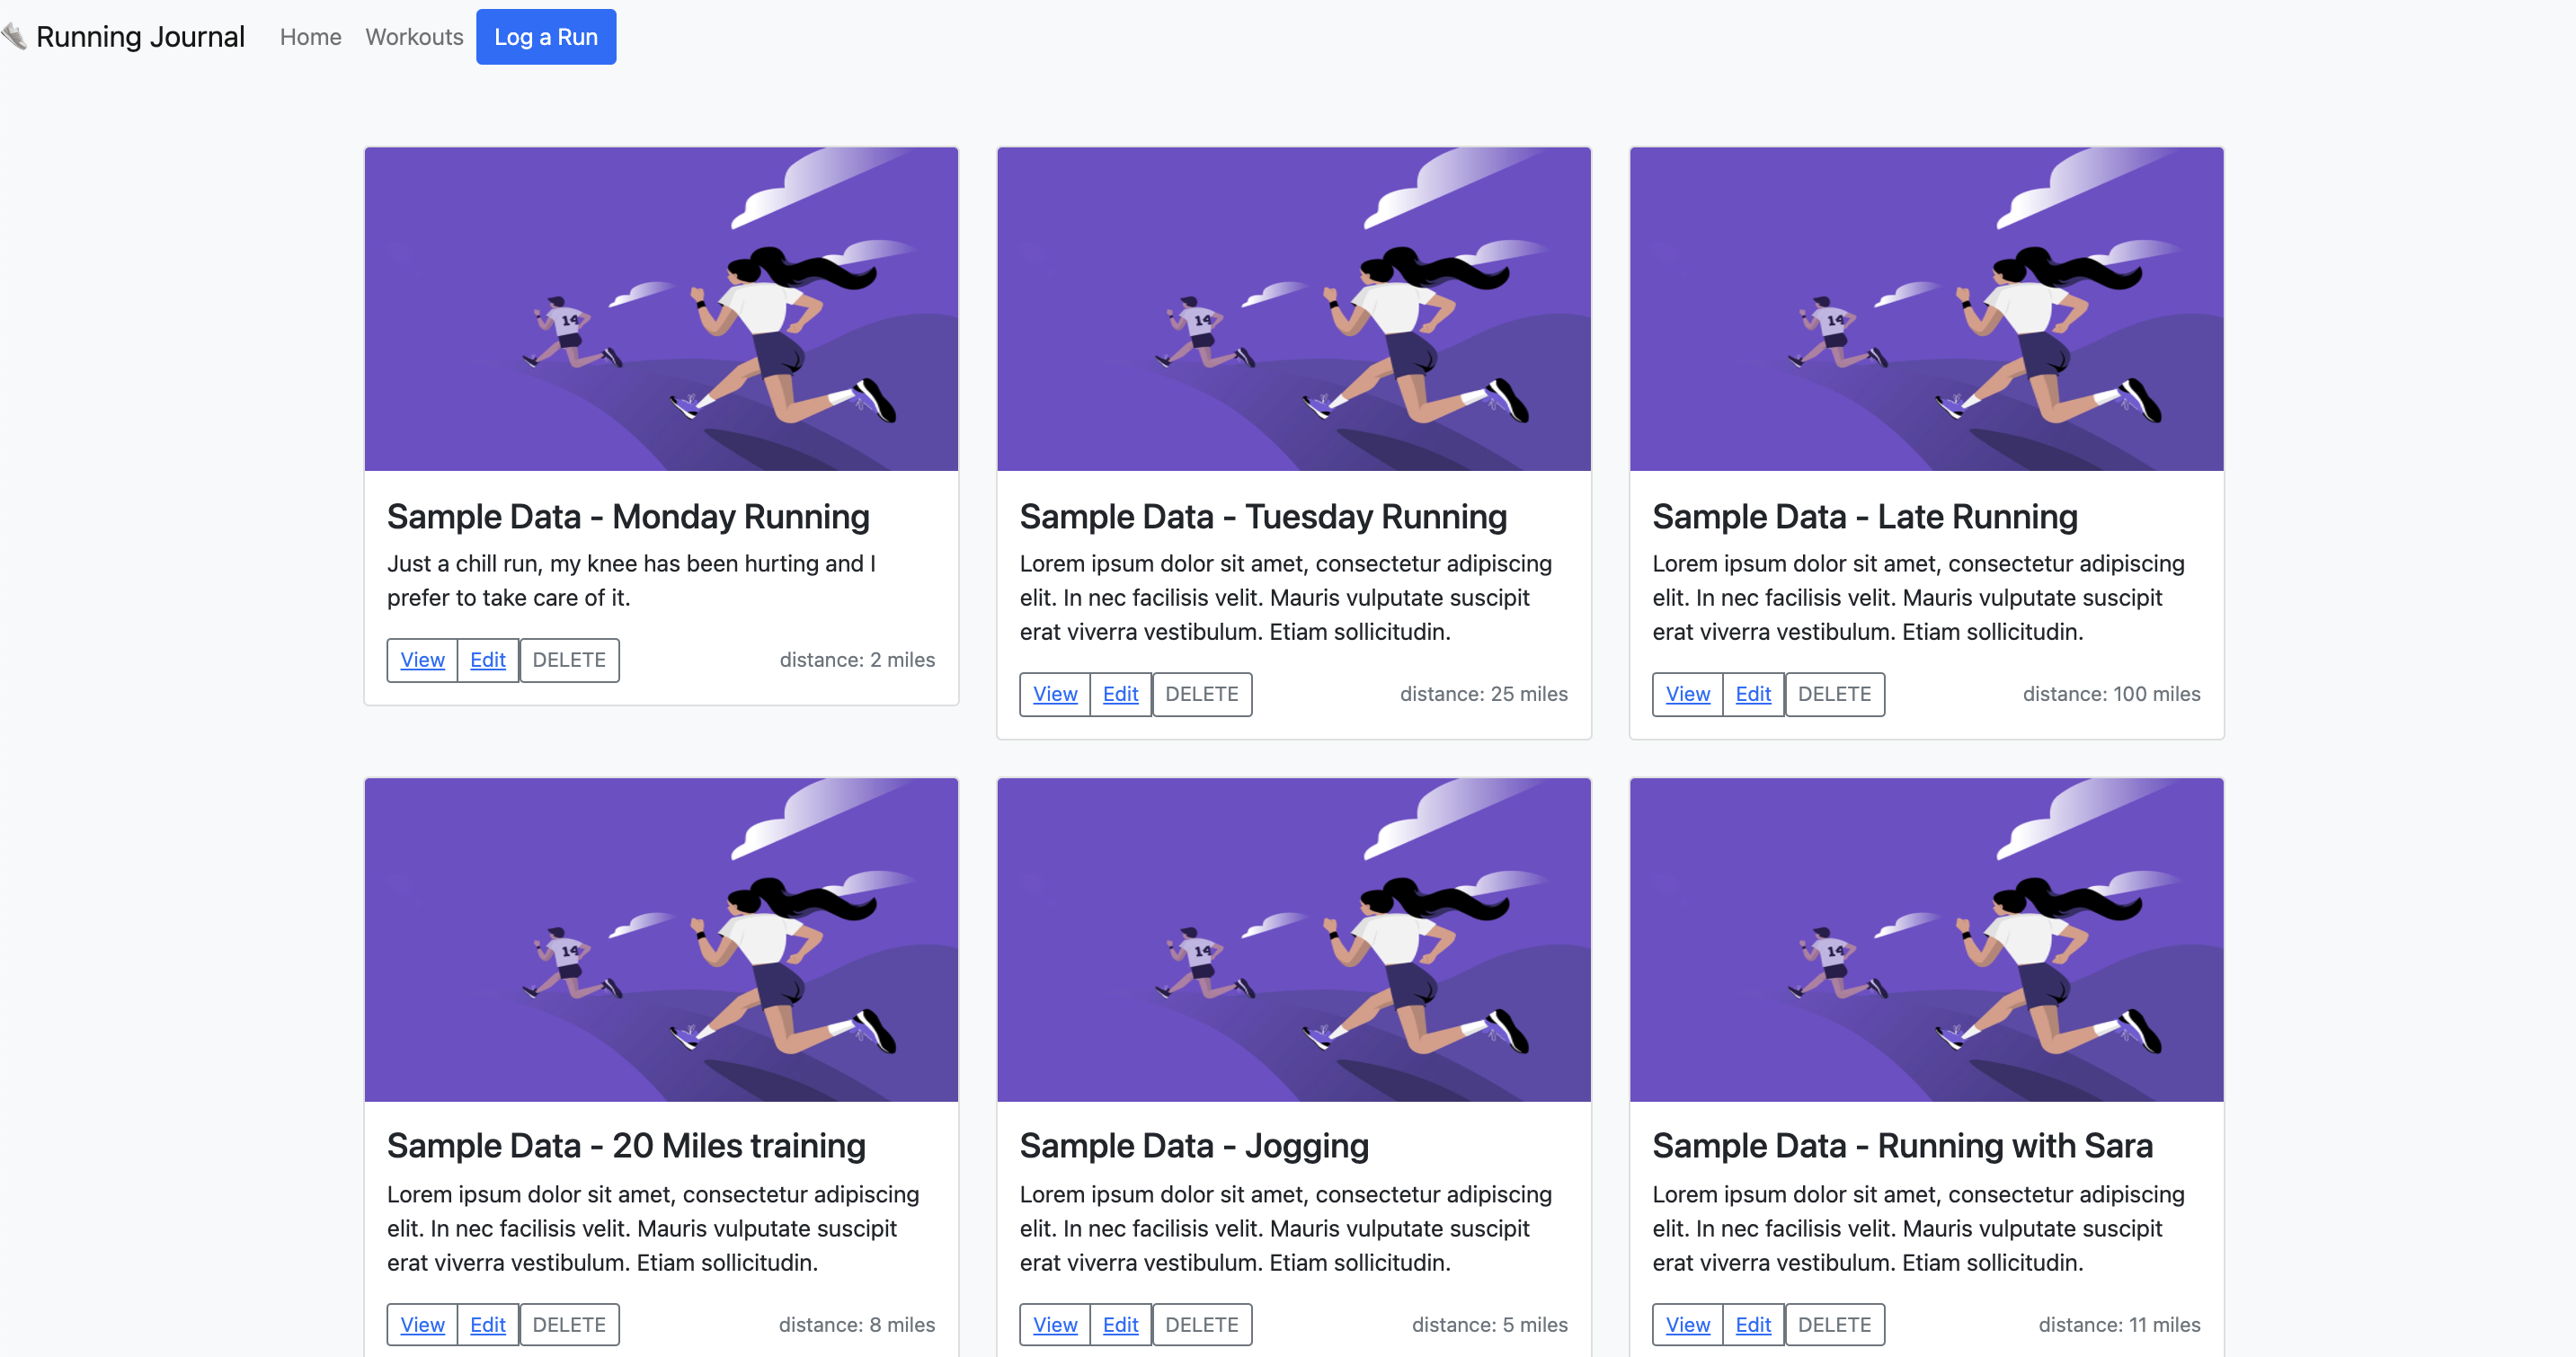 Running Journal Home Workouts Log a Run
14
14
14
Sample Data - Monday Running
Just a chill run, my knee has been hurting and I
prefer to take care of it.
View Edit DELETE distance: 2 miles
Sample Data - Tuesday Running
Lorem ipsum dolor sit amet, consectetur adipiscing
elit. In nec facilisis velit. Mauris vulputate suscipit
erat viverra vestibulum. Etiam sollicitudin.
View Edit DELETE distance: 25 miles
Sample Data - Late Running
Lorem ipsum dolor sit amet, consectetur adipiscing
elit. In nec facilisis velit. Mauris vulputate suscipit
erat viverra vestibulum. Etiam sollicitudin.
View Edit DELETE distance: 100 miles
14
14
14
Sample Data - 20 Miles training
Lorem ipsum dolor sit amet, consectetur adipiscing
elit. In nec facilisis velit. Mauris vulputate suscipit
erat viverra vestibulum. Etiam sollicitudin.
View Edit DELETE distance: 8 miles
Sample Data - Jogging
Lorem ipsum dolor sit amet, consectetur adipiscing
elit. In nec facilisis velit. Mauris vulputate suscipit
erat viverra vestibulum. Etiam sollicitudin.
View Edit DELETE distance: 5 miles
Sample Data - Running with Sara
Lorem ipsum dolor sit amet, consectetur adipiscing
elit. In nec facilisis velit. Mauris vulputate suscipit
erat viverra vestibulum. Etiam sollicitudin.
View Edit DELETE distance: 11 miles